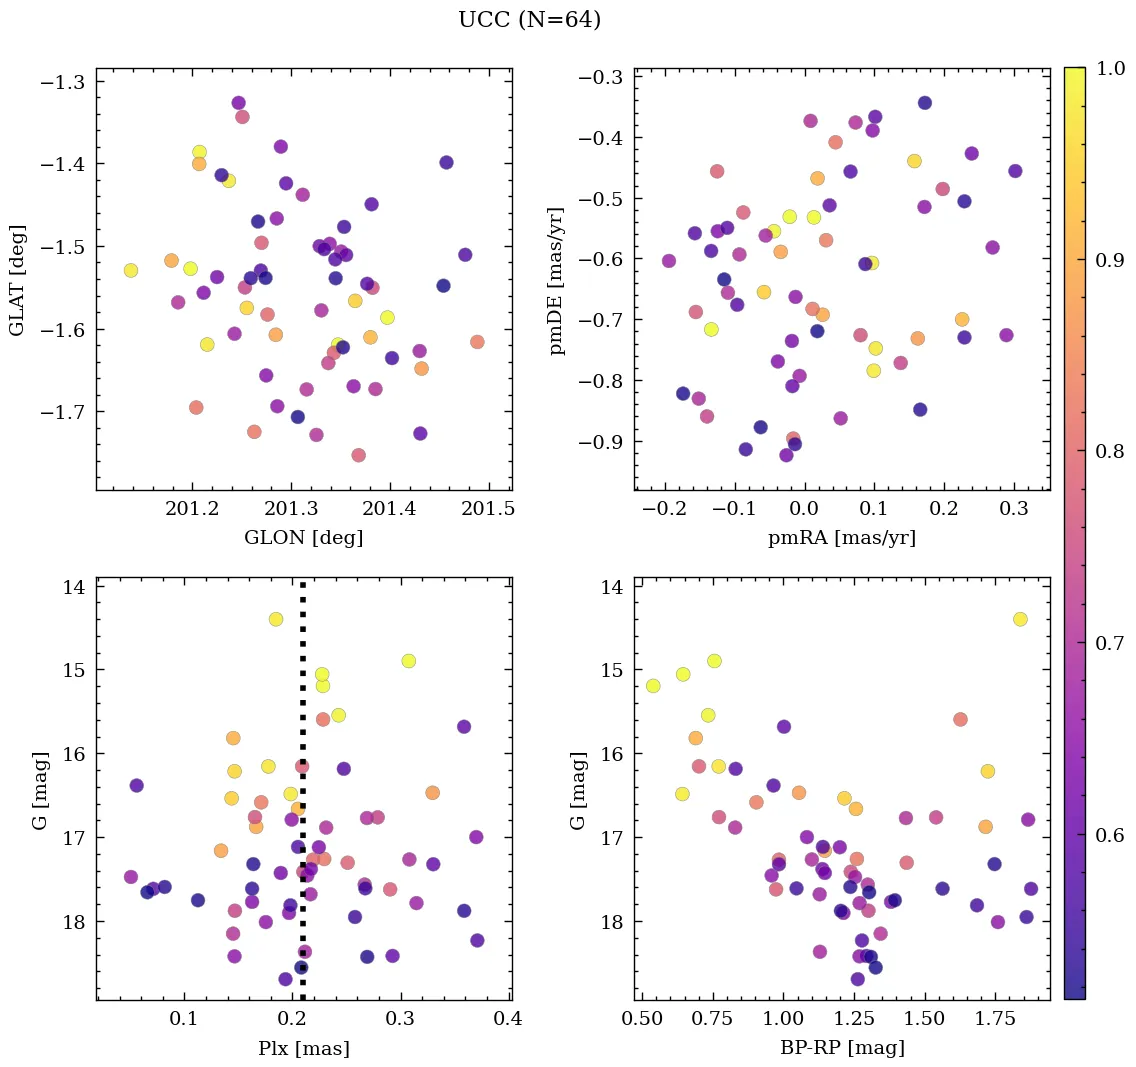 UCC (N=64)
−1.3
−1.4
−1.5
−1.6
−1.7
GLAT [deg]
201.2 201.3 201.4 201.5
GLON [deg]
−0.3
−0.4
−0.5
−0.6
−0.7
−0.8
−0.9
pmDE [mas/yr]
−0.2 −0.1 0.0 0.1 0.2 0.3
pmRA [mas/yr]
1.0
0.9
0.8
0.7
0.6
14
15
16
17
18
G [mag]
0.1 0.2 0.3 0.4
Plx [mas]
14
15
16
17
18
G [mag]
0.50 0.75 1.00 1.25 1.50 1.75
BP-RP [mag]